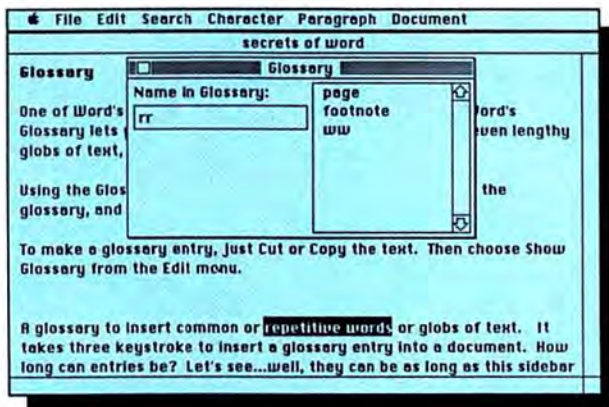 File Edit Search Character Paragraph Document
secrets of word
Glossary
Glossary
Name in Glossary:
rr
page
footnote
ww
One of Word's
Word's
Glossary lets
even lengthy
globs of text,
Using the Glos
the
glossary, and
To make a glossary entry, just Cut or Copy the text. Then choose Show
Glossary from the Edit menu.
A glossary to insert common or repetitive words or globs of text. It
takes three keystroke to insert a glossary entry into a document. How
long can entries be? Let's see...well, they can be as long as this sidebar